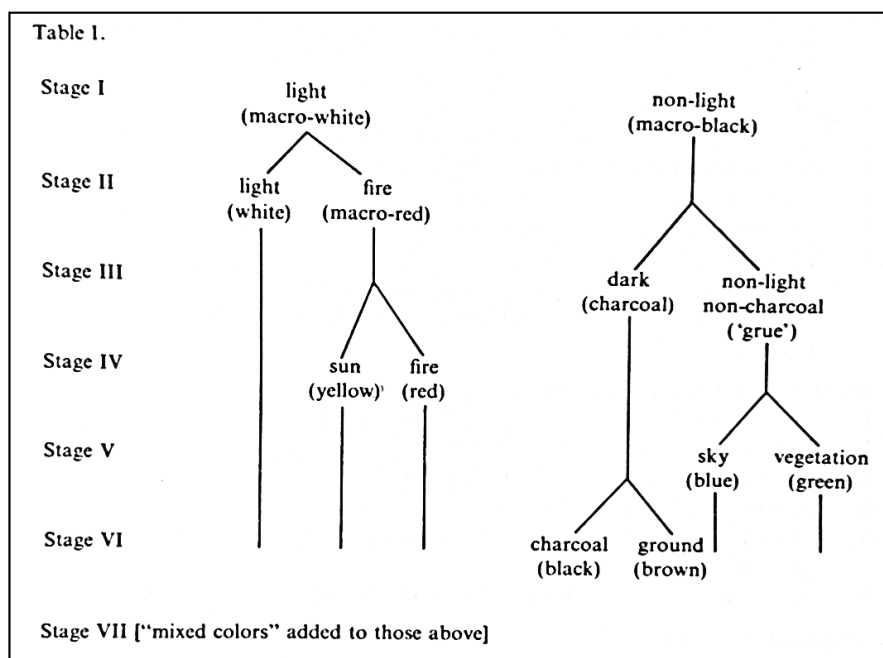 Table 1.
Stage I
light
(macro-white)
non-light
(macro-black)
Stage II
light
(white)
fire
(macro-red)
Stage III
dark
(charcoal)
non-light
non-charcoal
('grue')
Stage IV
sun
(yellow)¹
fire
(red)
Stage V
sky
(blue)
vegetation
(green)
Stage VI
charcoal
(black)
ground
(brown)
Stage VII ["mixed colors" added to those above]